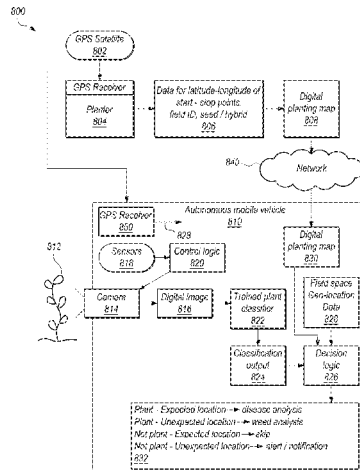 800
GPS Satellite
802
GPS Receiver
Planter
804
Data for latitude-longitude of
start - stop points,
field ID, seed / hybrid
806
Digital
planting map
808
840
Network
Autonomous mobile vehicle
810
GPS Receiver
850
828
Digital
planting map
830
812
Sensors
818
Control logic
820
Field space
Geo-location
Data
828
Camera
814
Digital image
816
Trained plant
classifier
822
Classification
output
824
Decision
logic
826
Plant - Expected location → disease analysis
Plant - Unexpected location → weed analysis
Not plant - Expected location → skip
Not plant - Unexpected location → alert / notification
832